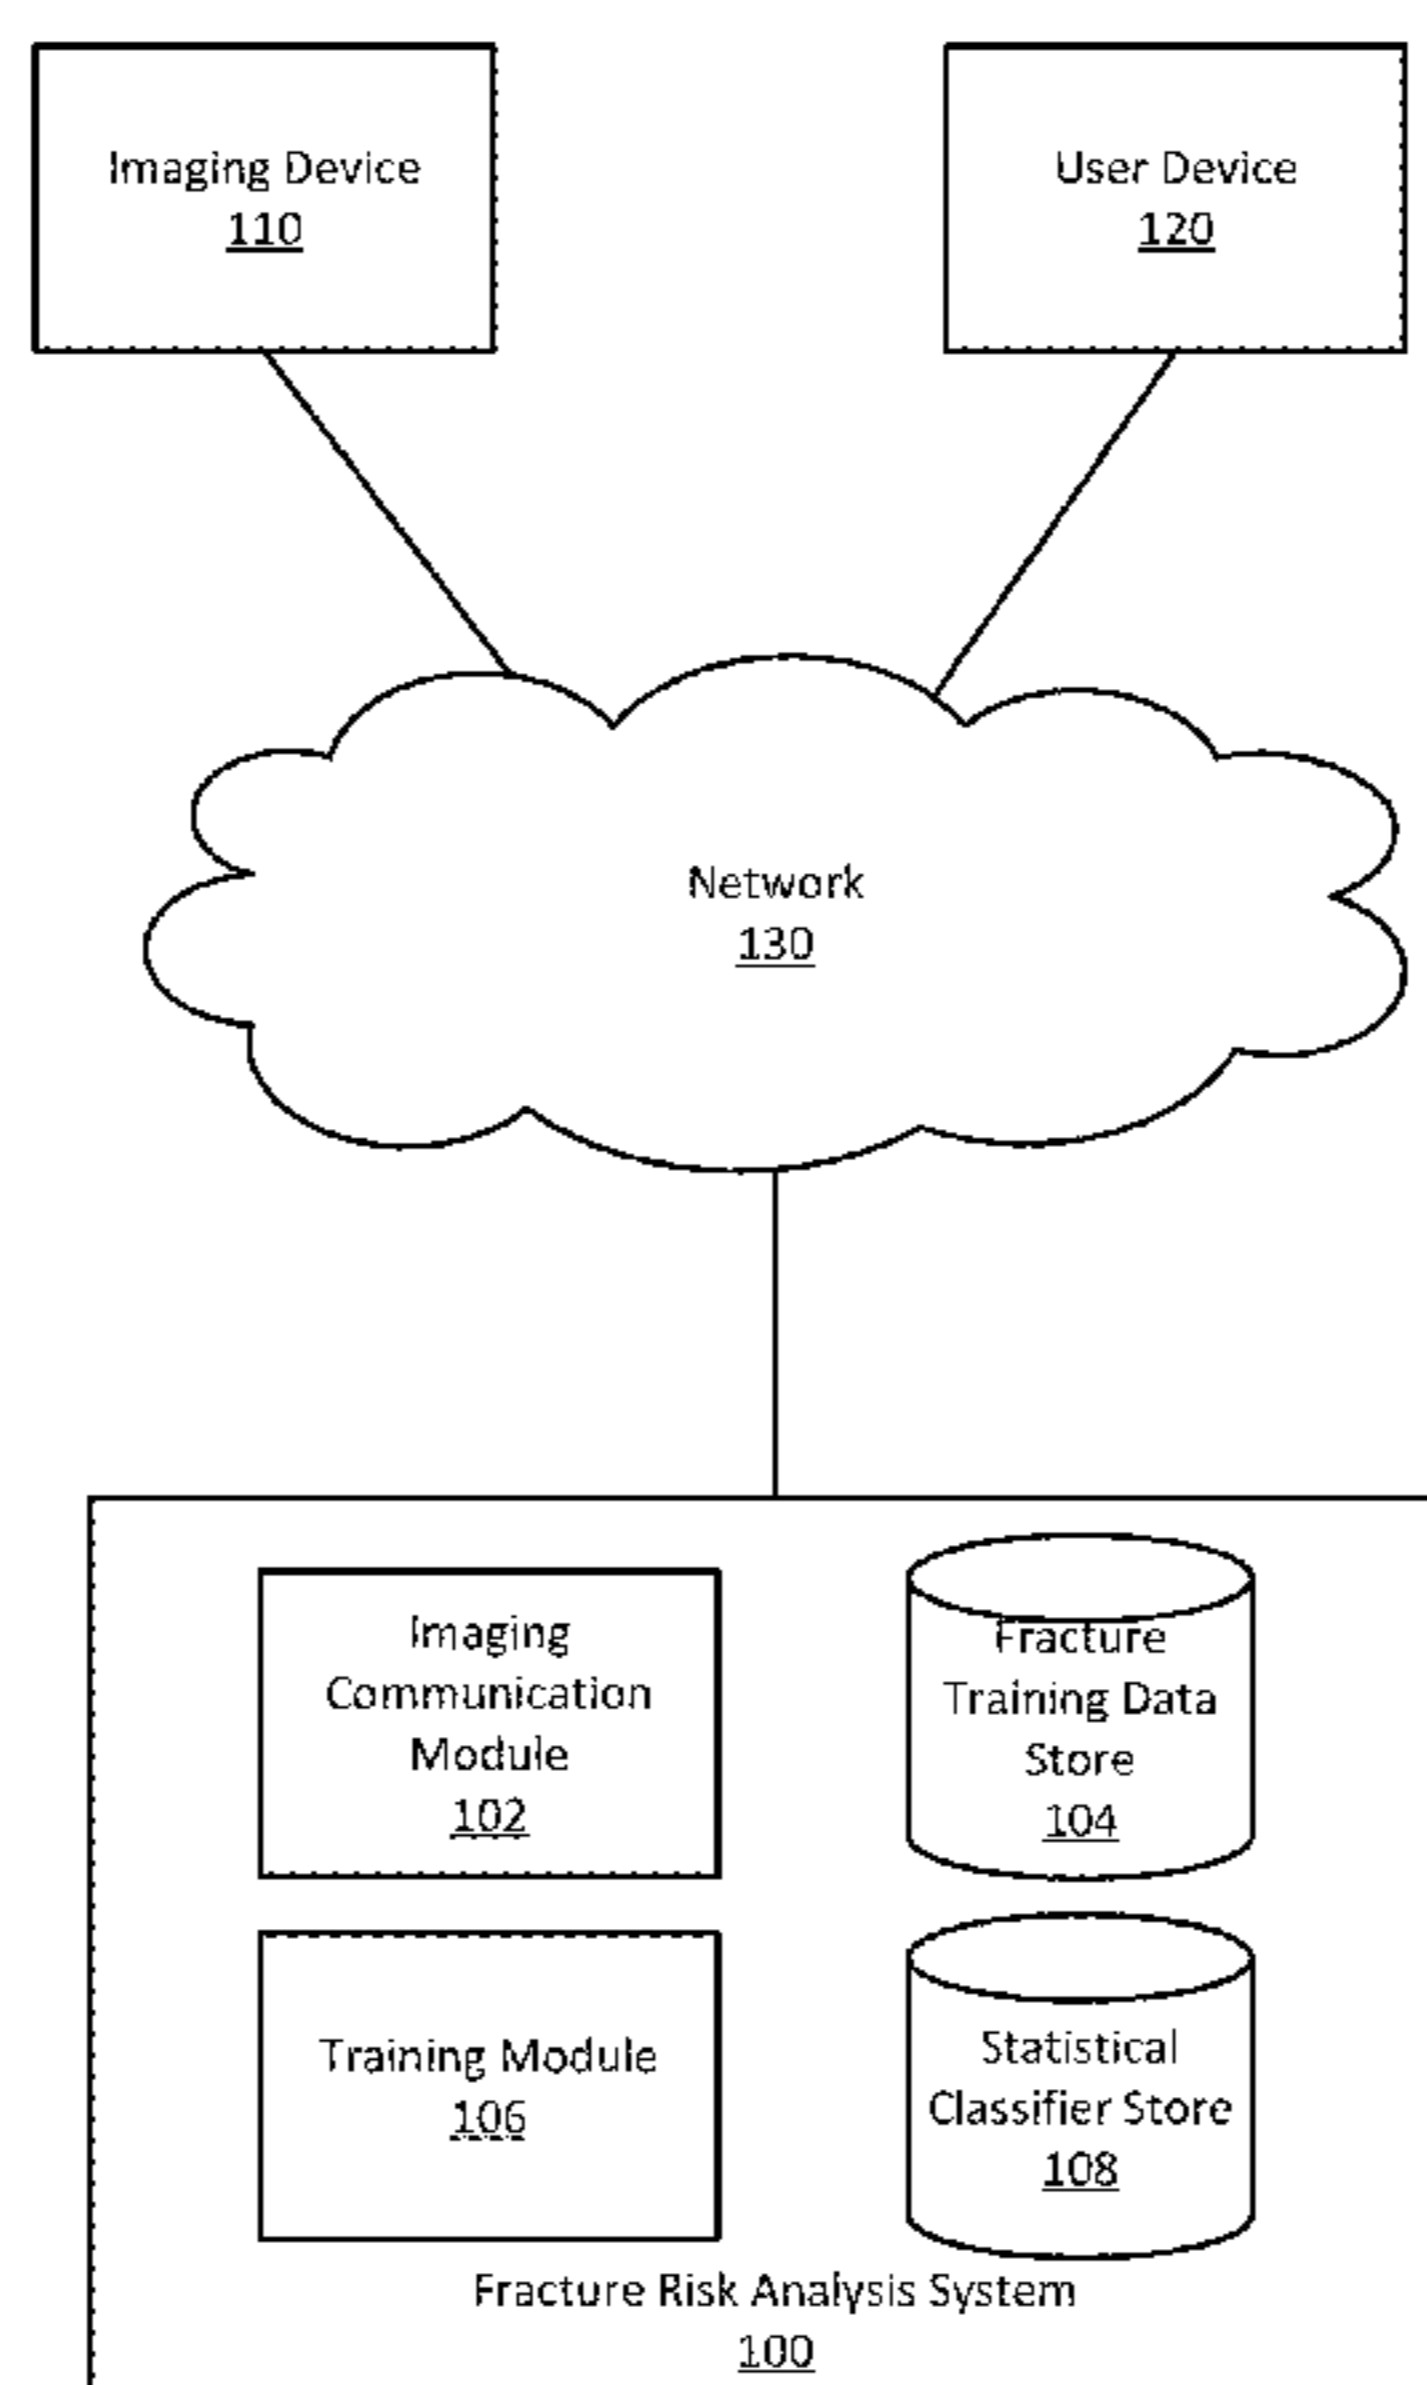 Imaging Device
110
User Device
120
Network
130
Imaging
Communication
Module
102
Fracture
Training Data
Store
104
Training Module
106
Statistical
Classifier Store
108
Fracture Risk Analysis System
100